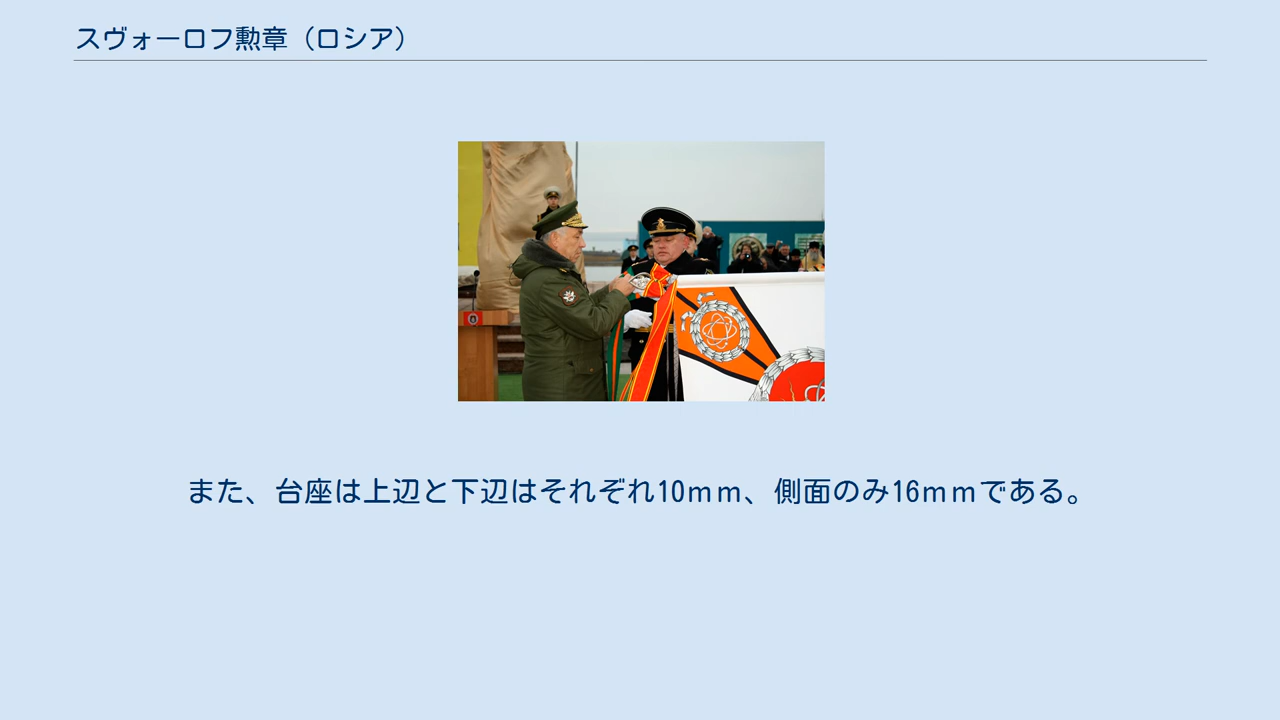 スヴォーロフ勲章（ロシア）
また、台座は上辺と下辺はそれぞれ10ｍｍ、側面のみ16ｍｍである。